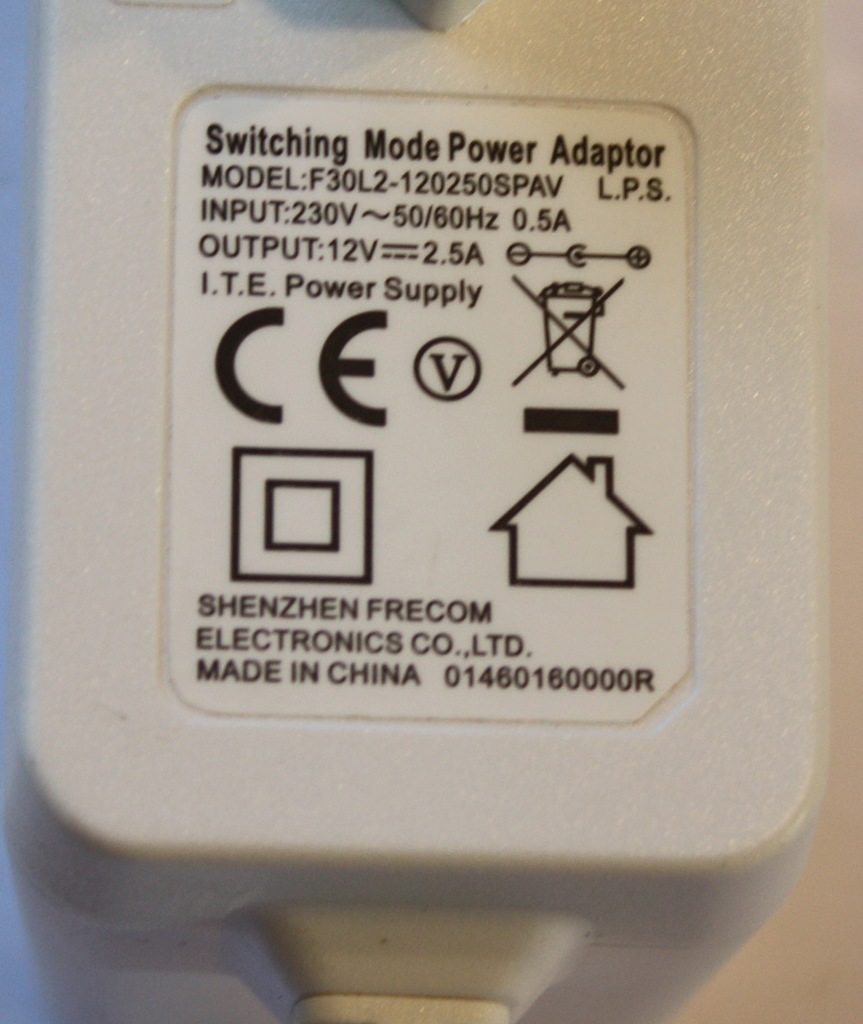 Switching Mode Power Adaptor
MODEL:F30L2-120250SPAV L.P.S.
INPUT:230V~50/60Hz 0.5A
OUTPUT:12V⎓2.5A
I.T.E. Power Supply
CE V
SHENZHEN FRECOM
ELECTRONICS CO.,LTD.
MADE IN CHINA 01460160000R